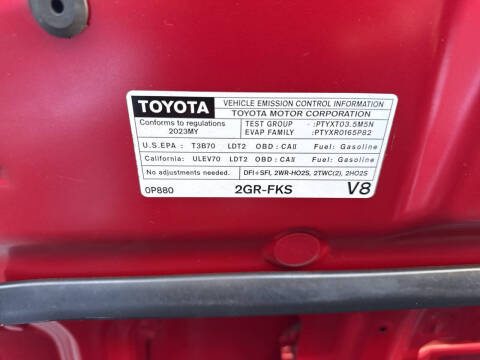 TOYOTA VEHICLE EMISSION CONTROL INFORMATION
TOYOTA MOTOR CORPORATION
Conforms to regulations TEST GROUP :PTYXT03.5M5N
2023MY EVAP FAMILY :PTYXR0165P82
U.S.EPA : T3B70 LDT2 OBD : CAII Fuel: Gasoline
California: ULEV70 LDT2 OBD : CAII Fuel: Gasoline
No adjustments needed. DFI+SFI, 2WR-HO2S, 2TWC(2), 2HO2S
0P880 2GR-FKS V8